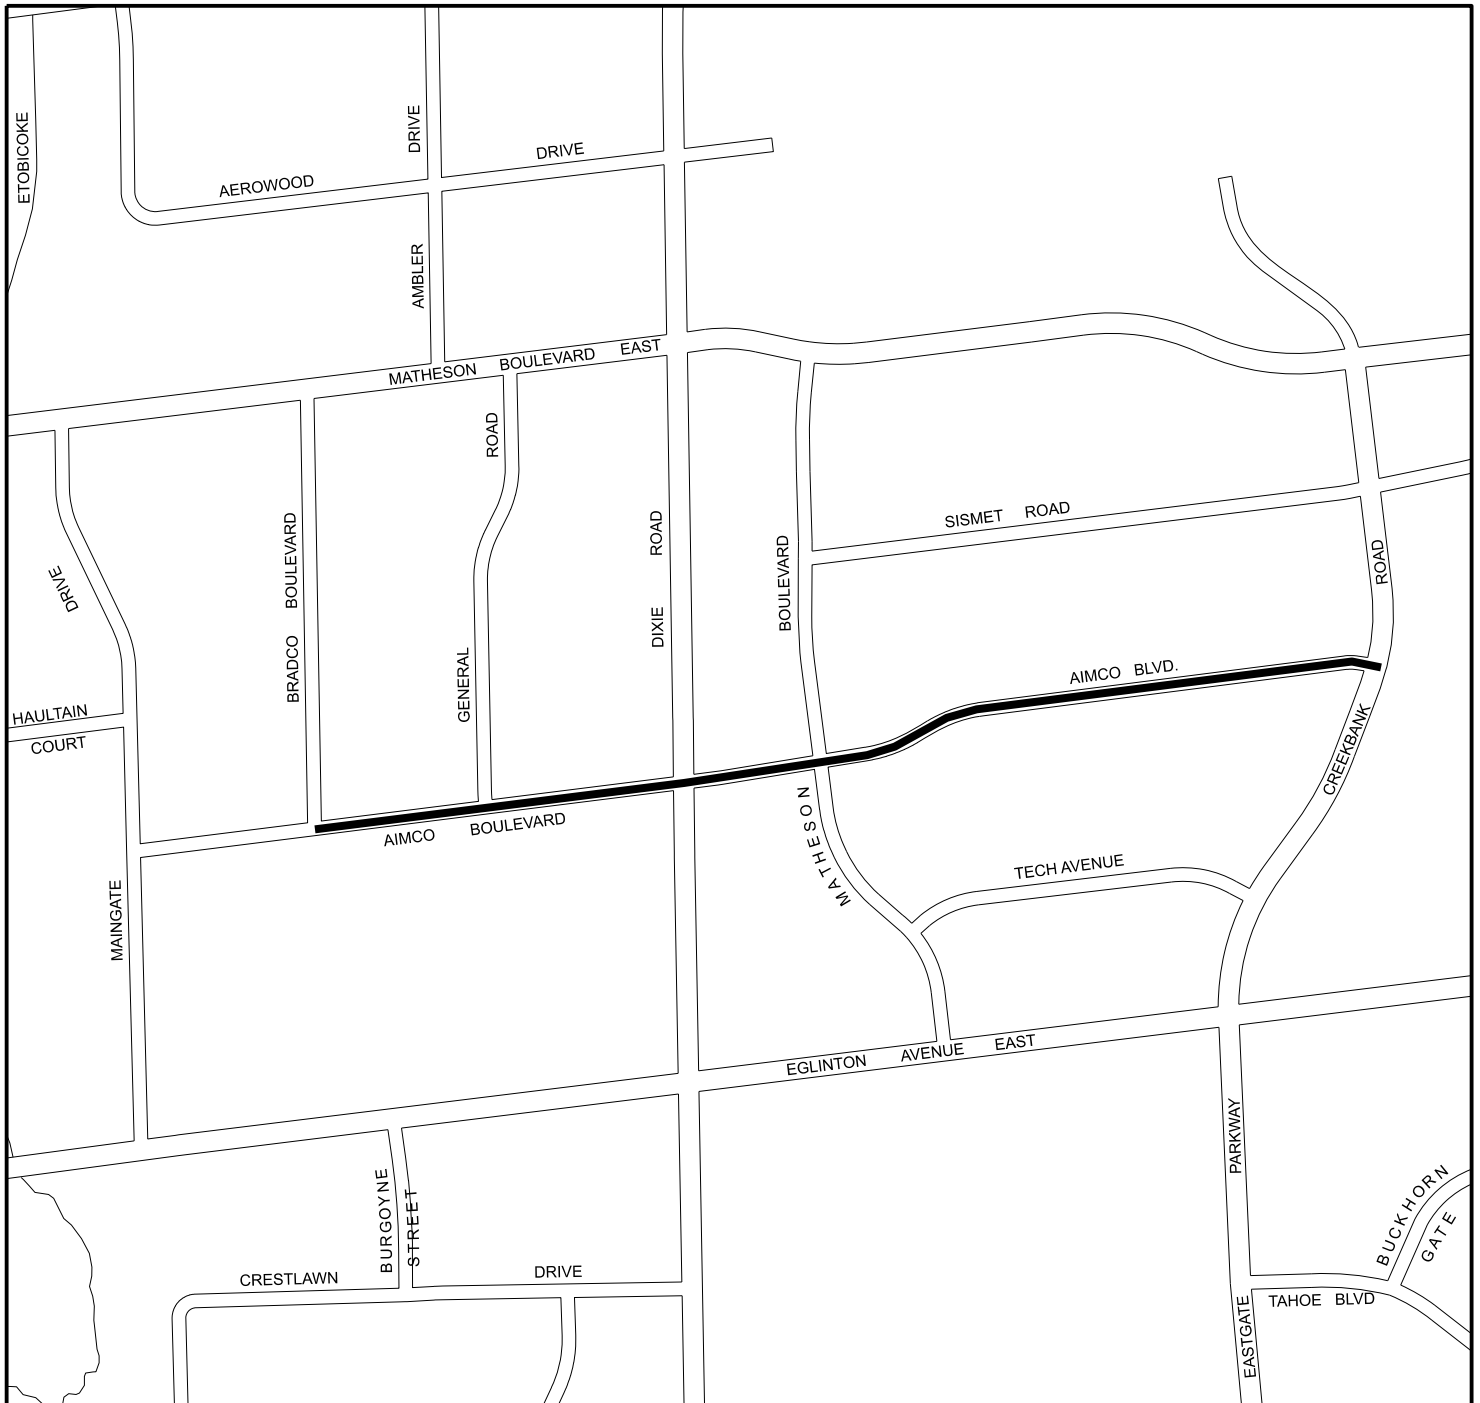 ETOBICOKE
DRIVE
AEROWOOD
DRIVE
AMBLER
MATHESON BOULEVARD EAST
ROAD
GENERAL
BRADCO BOULEVARD
DIXIE ROAD
BOULEVARD
SISMET ROAD
ROAD
DRIVE
HAULTAIN
COURT
AIMCO BLVD.
CREEKBANK
AIMCO BOULEVARD
MATHESON
TECH AVENUE
MAINGATE
EGLINTON AVENUE EAST
PARKWAY
BURGOYNE
STREET
BUCKHORN
GATE
CRESTLAWN
DRIVE
TAHOE BLVD
EASTGATE